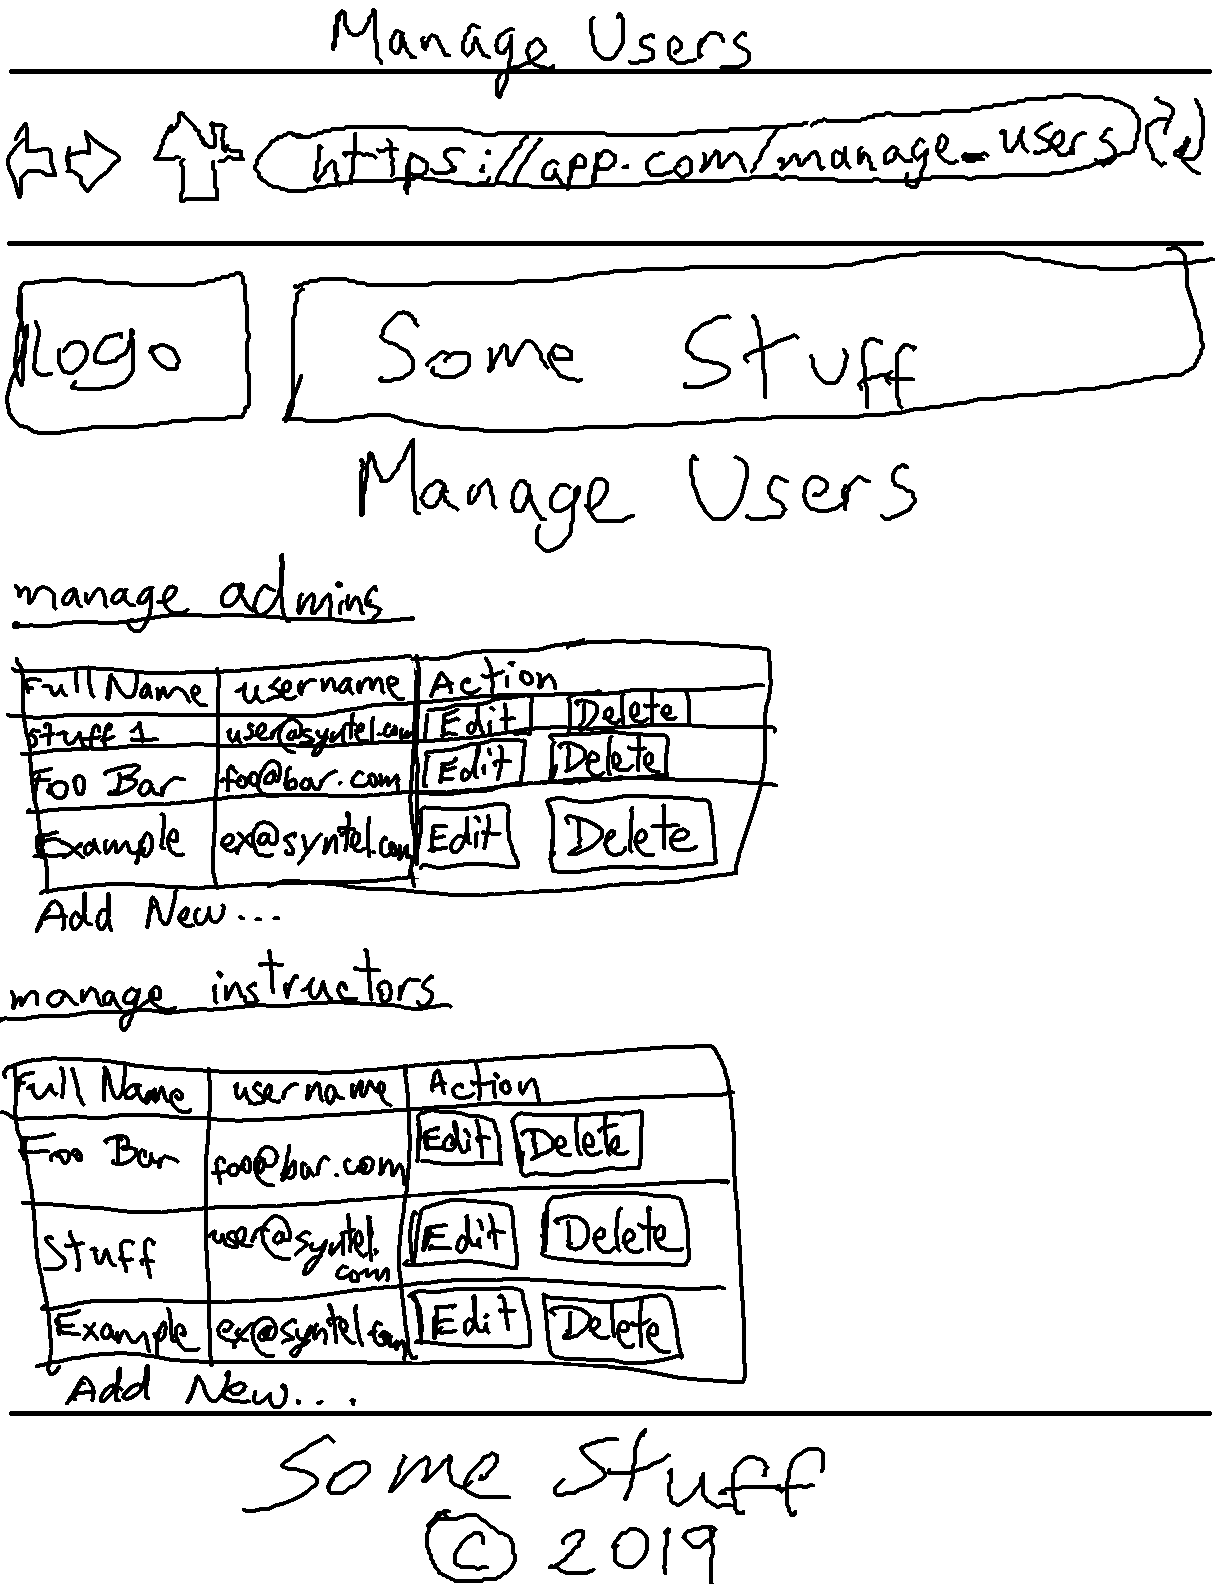 Manage Users
https://app.com/manage_users
Logo Some Stuff
Manage Users
manage admins
Full Name username Action
Stuff 1 user@syntel.com Edit Delete
Foo Bar foo@bar.com Edit Delete
Example ex@syntel.com Edit Delete
Add New...
manage instructors
Full Name username Action
Foo Bar foo@bar.com Edit Delete
Stuff user@syntel. Edit Delete
com
Example ex@syntel.com Edit Delete
Add New...
Some Stuff
© 2019